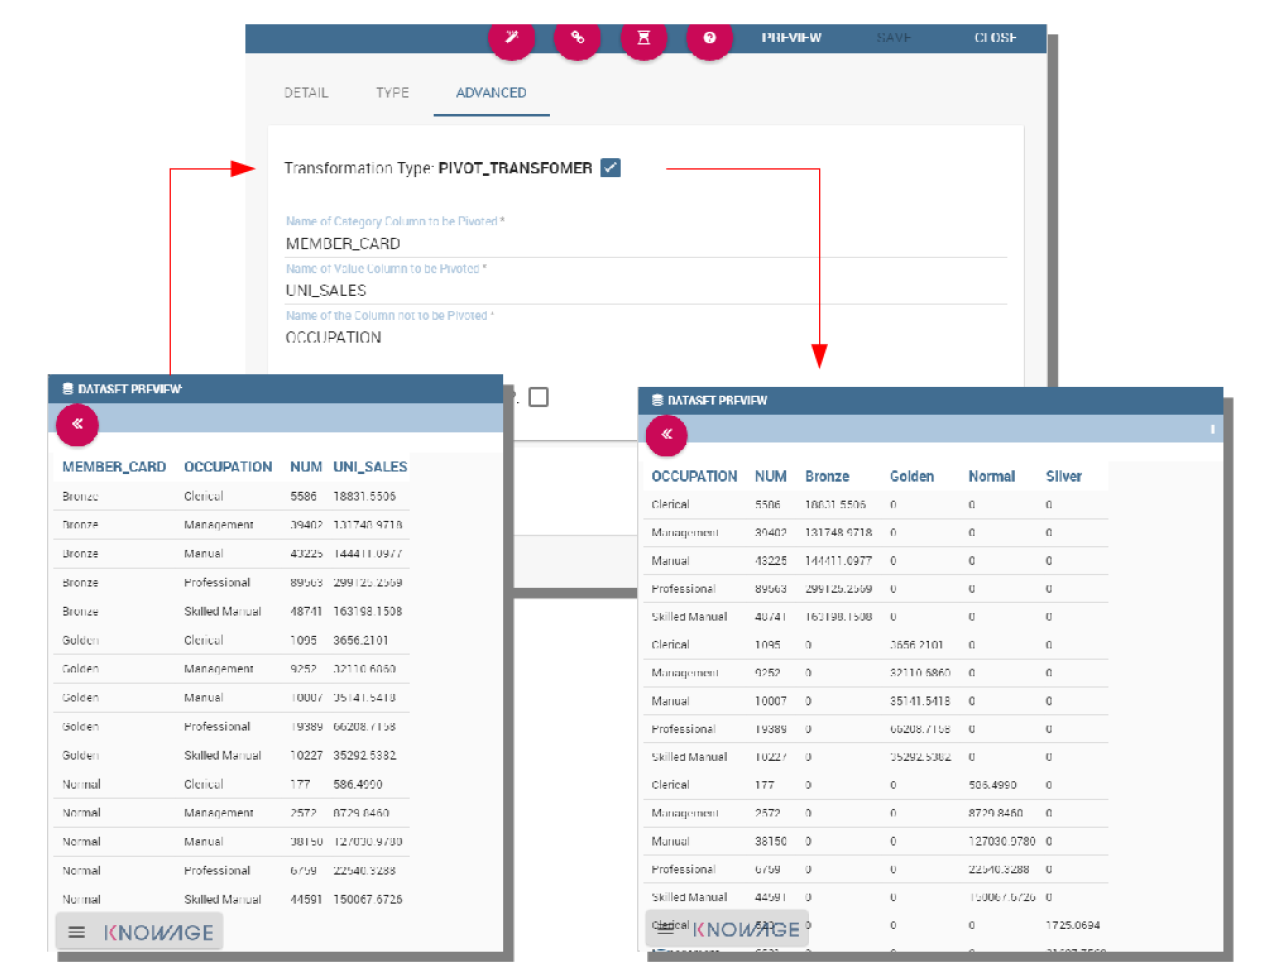 PREVIEW SAVE CLOSE
DETAIL TYPE ADVANCED
Transformation Type: PIVOT_TRANSFOMER
Name of Category Column to be Pivoted *
MEMBER_CARD
Name of Value Column to be Pivoted *
UNI_SALES
Name of the Column not to be Pivoted *
OCCUPATION
DATASET PREVIEW
MEMBER_CARD OCCUPATION NUM UNI_SALES
Bronze Clerical 5586 18831.5506
Bronze Management 39402 131748.9718
Bronze Manual 43225 144411.0977
Bronze Professional 89563 299125.2569
Bronze Skilled Manual 48741 163198.1508
Golden Clerical 1095 3656.2101
Golden Management 9252 32110.6860
Golden Manual 10007 35141.5418
Golden Professional 19389 66208.7158
Golden Skilled Manual 10227 35292.5382
Normal Clerical 177 586.4990
Normal Management 2572 8729.8460
Normal Manual 38150 127030.9780
Normal Professional 6759 22540.3288
Normal Skilled Manual 44591 150067.6726
KNOWAGE
DATASET PREVIEW
OCCUPATION NUM Bronze Golden Normal Silver
Clerical 5586 18831.5506 0 0 0
Management 39402 131748.9718 0 0 0
Manual 43225 144411.0977 0 0 0
Professional 89563 299125.2569 0 0 0
Skilled Manual 48741 163198.1508 0 0 0
Clerical 1095 0 3656.2101 0 0
Management 9252 0 32110.6860 0 0
Manual 10007 0 35141.5418 0 0
Professional 19389 0 66208.7158 0 0
Skilled Manual 10227 0 35292.5382 0 0
Clerical 177 0 0 586.4990 0
Management 2572 0 0 8729.8460 0
Manual 38150 0 0 127030.9780 0
Professional 6759 0 0 22540.3288 0
Skilled Manual 44591 0 0 150067.6726 0
Clerical 0 0 0 1725.0694
KNOWAGE